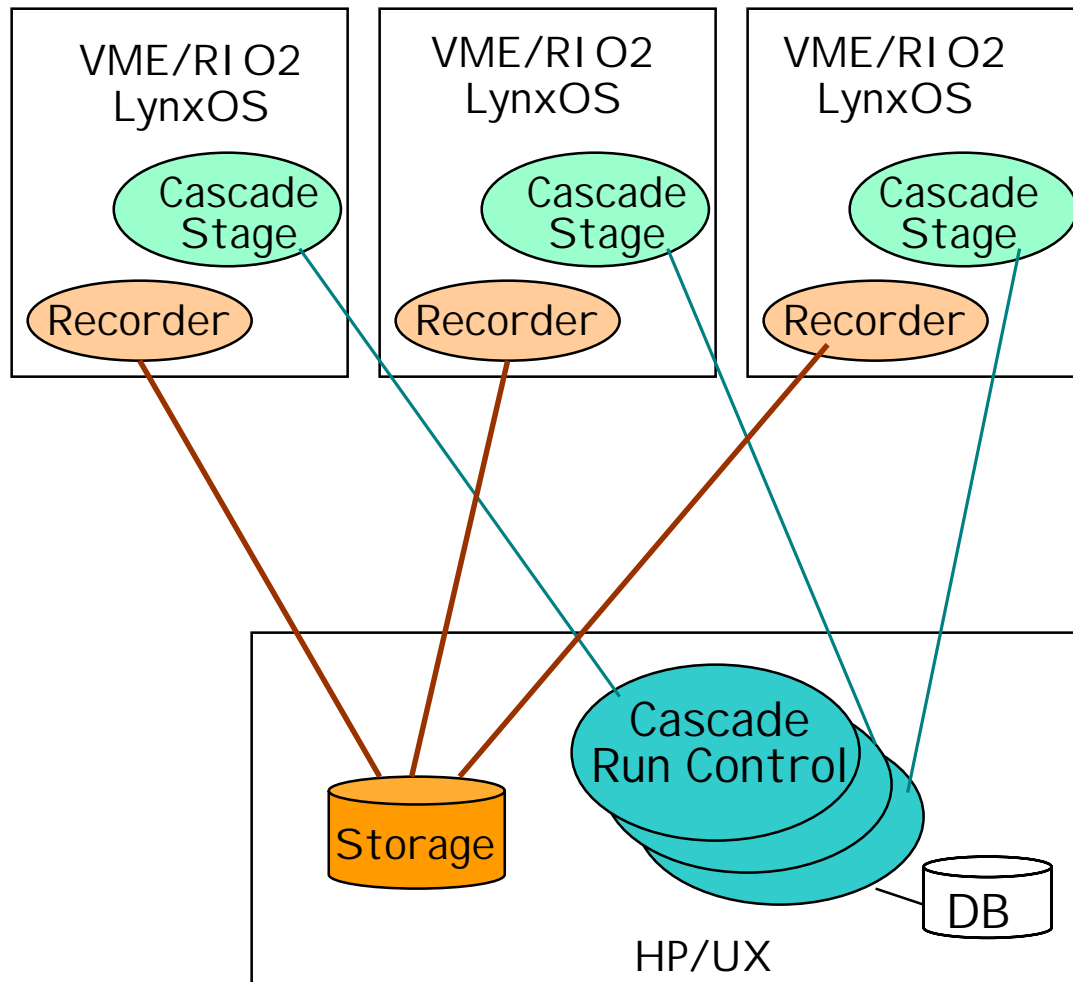 VME/RIO2
LynxOS
Cascade
Stage
Recorder
VME/RIO2
LynxOS
Cascade
Stage
Recorder
VME/RIO2
LynxOS
Cascade
Stage
Recorder
Cascade
Run Control
Storage
DB
HP/UX